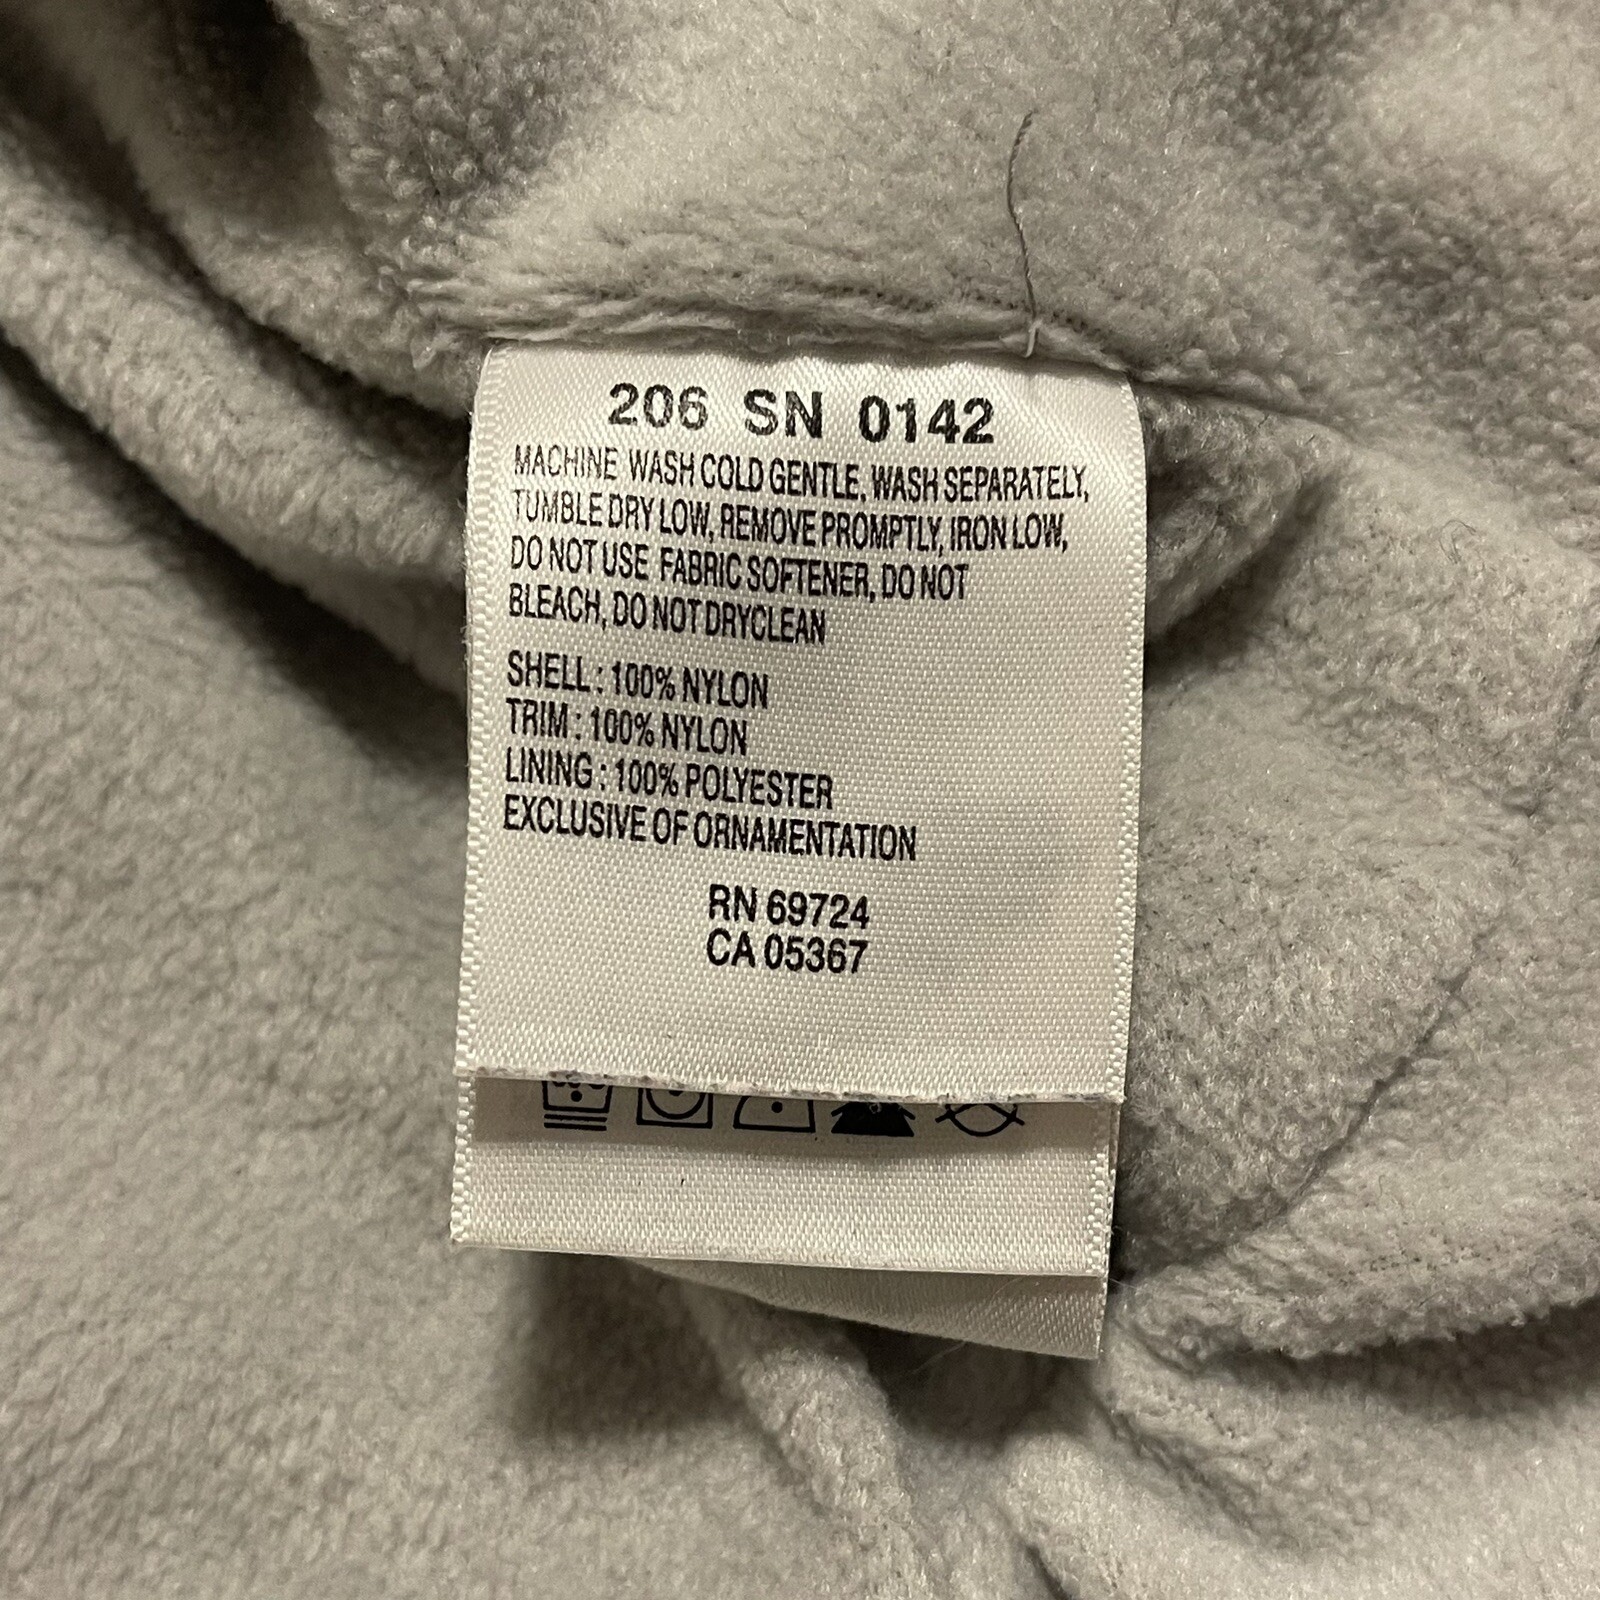 206 SN 0142
MACHINE WASH COLD GENTLE, WASH SEPARATELY,
TUMBLE DRY LOW, REMOVE PROMPTLY, IRON LOW,
DO NOT USE FABRIC SOFTENER, DO NOT
BLEACH, DO NOT DRYCLEAN
SHELL : 100% NYLON
TRIM : 100% NYLON
LINING : 100% POLYESTER
EXCLUSIVE OF ORNAMENTATION
RN 69724
CA 05367